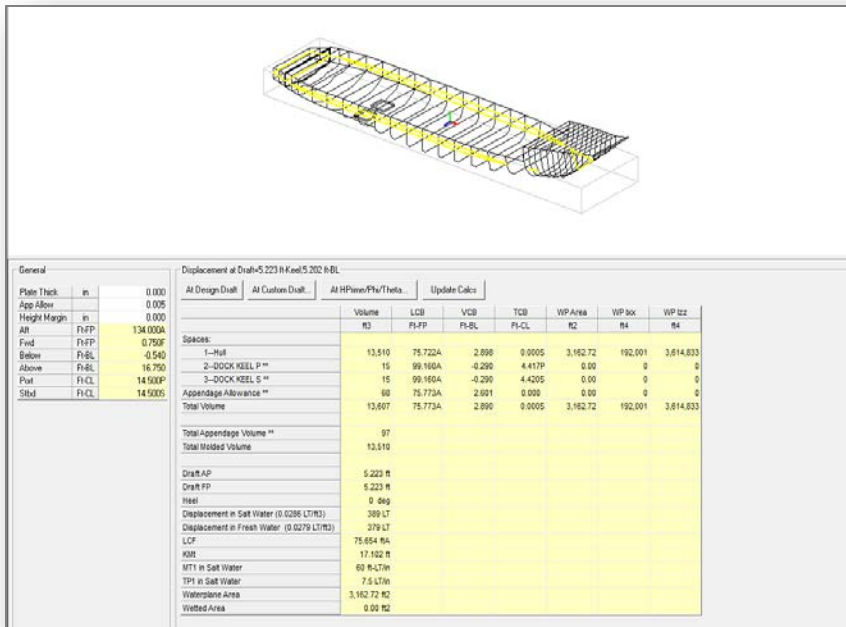 General
Plate Thick in 0.000
App Allow 0.005
Height Margin in 0.000
Aft Ft-FP 134.000A
Fwd Ft-FP 0.750F
Below Ft-BL -0.540
Above Ft-BL 16.750
Port Ft-CL 14.500P
Stbd Ft-CL 14.500S
Displacement at Draft=5.223 ft-Keel,5.202 ft-BL
At Design Draft At Custom Draft... At HPrime/Phi/Theta... Update Calcs
Volume LCB VCB TCB WP Area WP Ixx WP Izz
ft3 Ft-FP Ft-BL Ft-CL ft2 ft4 ft4
Spaces:
1--Hull 13,510 75.722A 2.898 0.000S 3,162.72 192,001 3,614,833
2--DOCK KEEL P ** 15 99.160A -0.290 4.417P 0.00 0 0
3--DOCK KEEL S ** 15 99.160A -0.290 4.420S 0.00 0 0
Appendage Allowance ** 68 75.773A 2.601 0.000 0.00 0 0
Total Volume 13,607 75.773A 2.890 0.000S 3,162.72 192,001 3,614,833
Total Appendage Volume ** 97
Total Molded Volume 13,510
Draft AP 5.223 ft
Draft FP 5.223 ft
Heel 0 deg
Displacement in Salt Water (0.0286 LT/ft3) 389 LT
Displacement in Fresh Water (0.0279 LT/ft3) 379 LT
LCF 75.654 ftA
KMt 17.102 ft
MT1 in Salt Water 60 ft-LT/in
TP1 in Salt Water 7.5 LT/in
Waterplane Area 3,162.72 ft2
Wetted Area 0.00 ft2